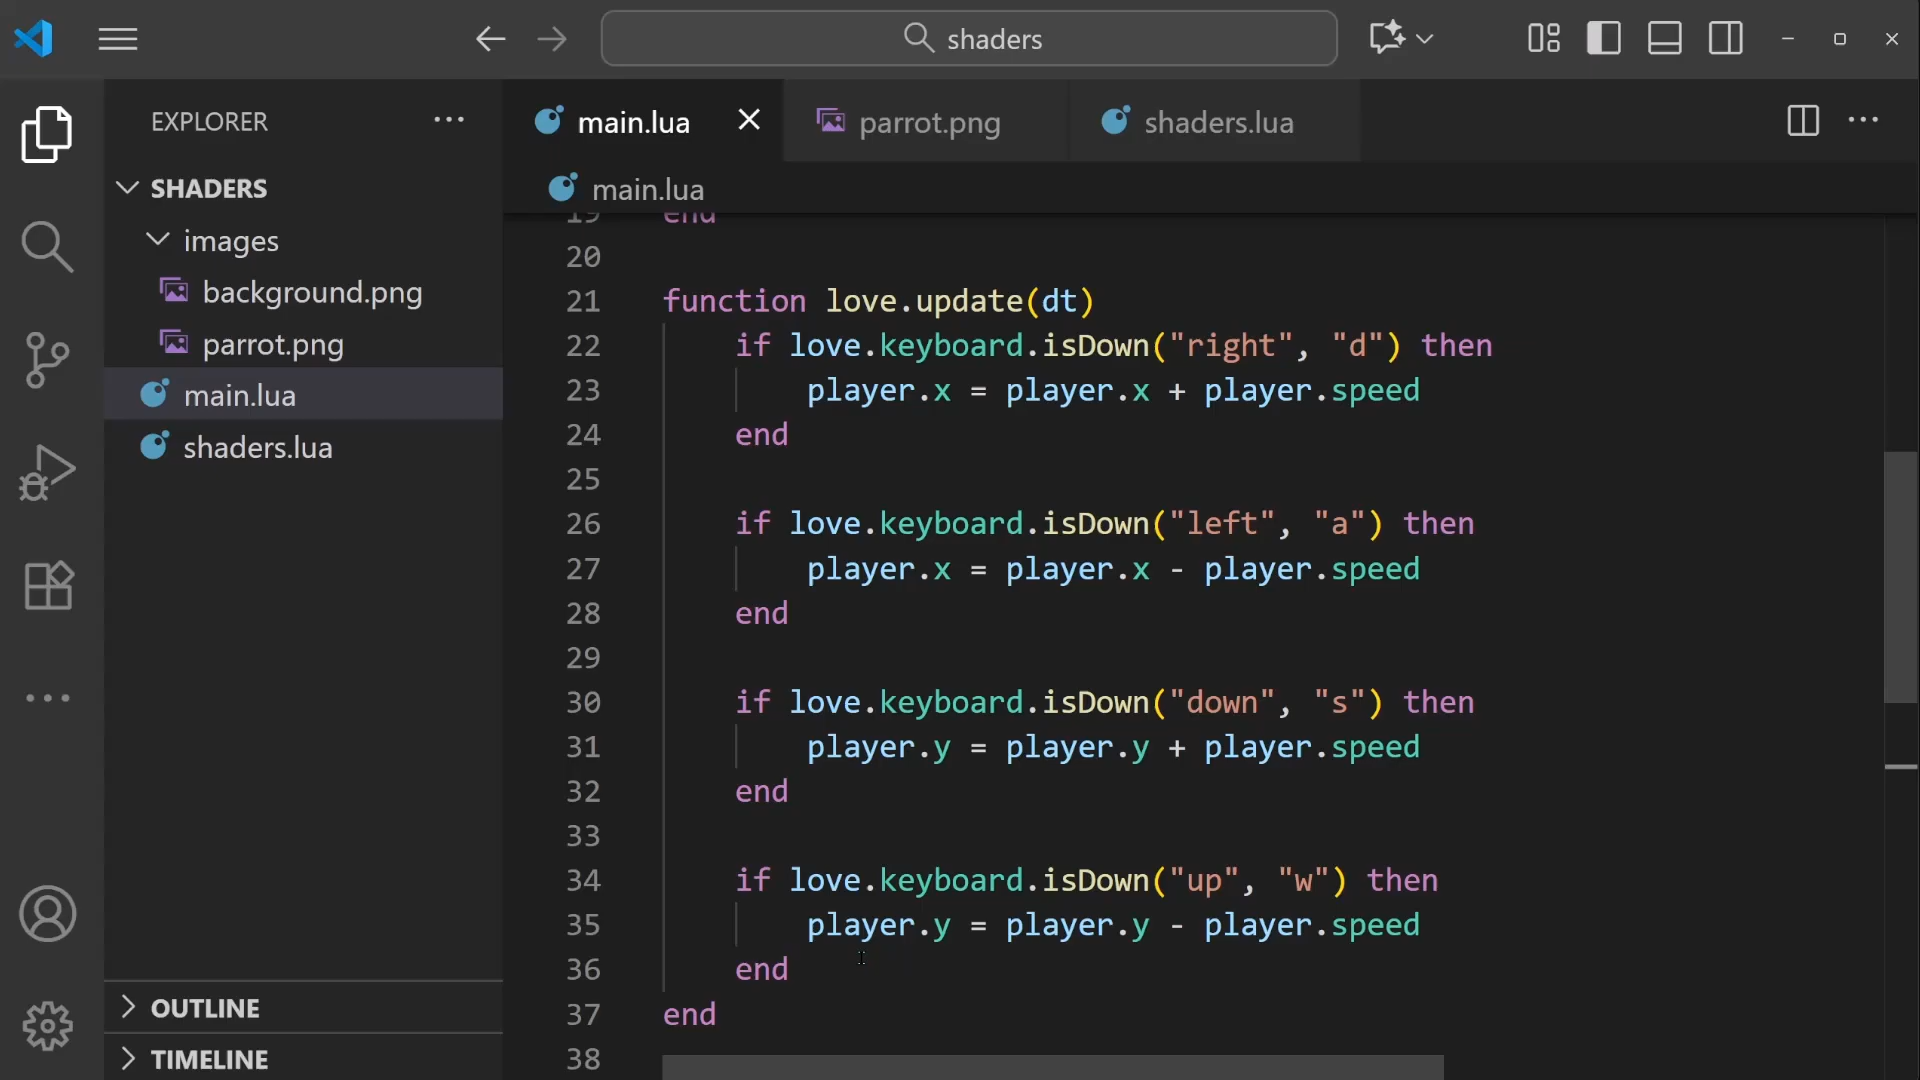 shaders
EXPLORER
main.lua
parrot.png
shaders.lua
SHADERS
images
background.png
parrot.png
main.lua
shaders.lua
OUTLINE
TIMELINE
main.lua
19 end
20
21 function love.update(dt)
22 if love.keyboard.isDown("right", "d") then
23 player.x = player.x + player.speed
24 end
25
26 if love.keyboard.isDown("left", "a") then
27 player.x = player.x - player.speed
28 end
29
30 if love.keyboard.isDown("down", "s") then
31 player.y = player.y + player.speed
32 end
33
34 if love.keyboard.isDown("up", "w") then
35 player.y = player.y - player.speed
36 end
37 end
38